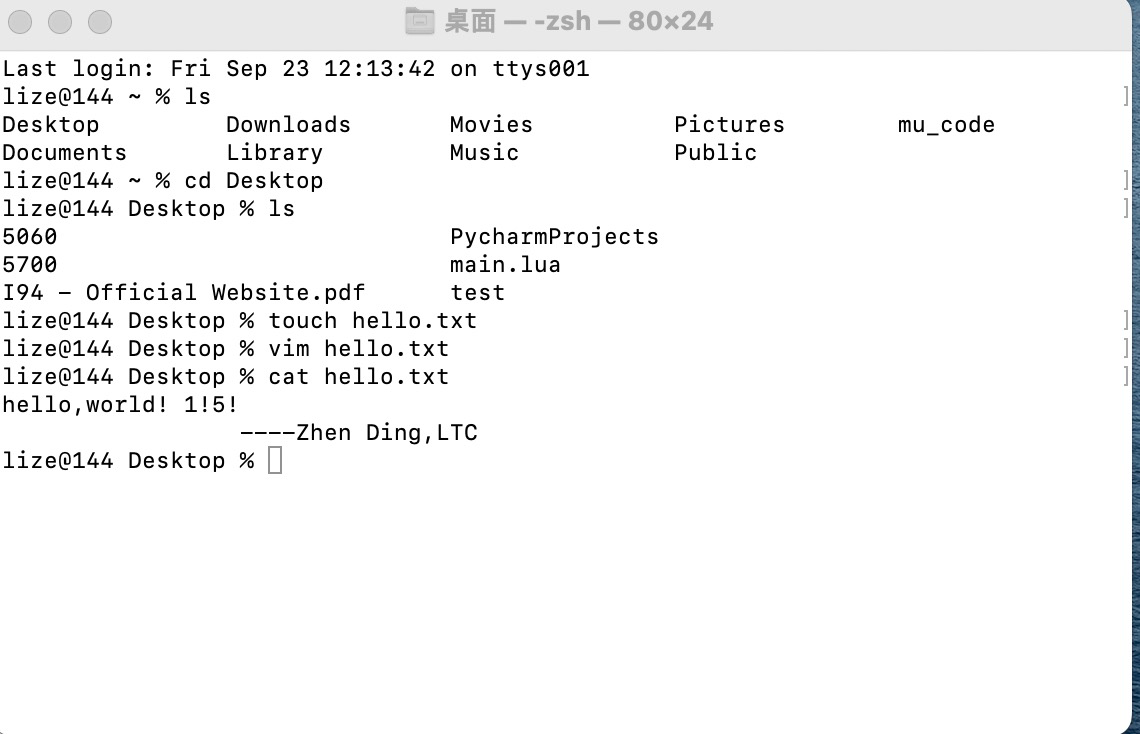 桌面 — -zsh — 80×24
Last login: Fri Sep 23 12:13:42 on ttys001
lize@144 ~ % ls
Desktop Downloads Movies Pictures mu_code
Documents Library Music Public
lize@144 ~ % cd Desktop
lize@144 Desktop % ls
5060 PycharmProjects
5700 main.lua
I94 - Official Website.pdf test
lize@144 Desktop % touch hello.txt
lize@144 Desktop % vim hello.txt
lize@144 Desktop % cat hello.txt
hello,world! 1!5!
----Zhen Ding,LTC
lize@144 Desktop %